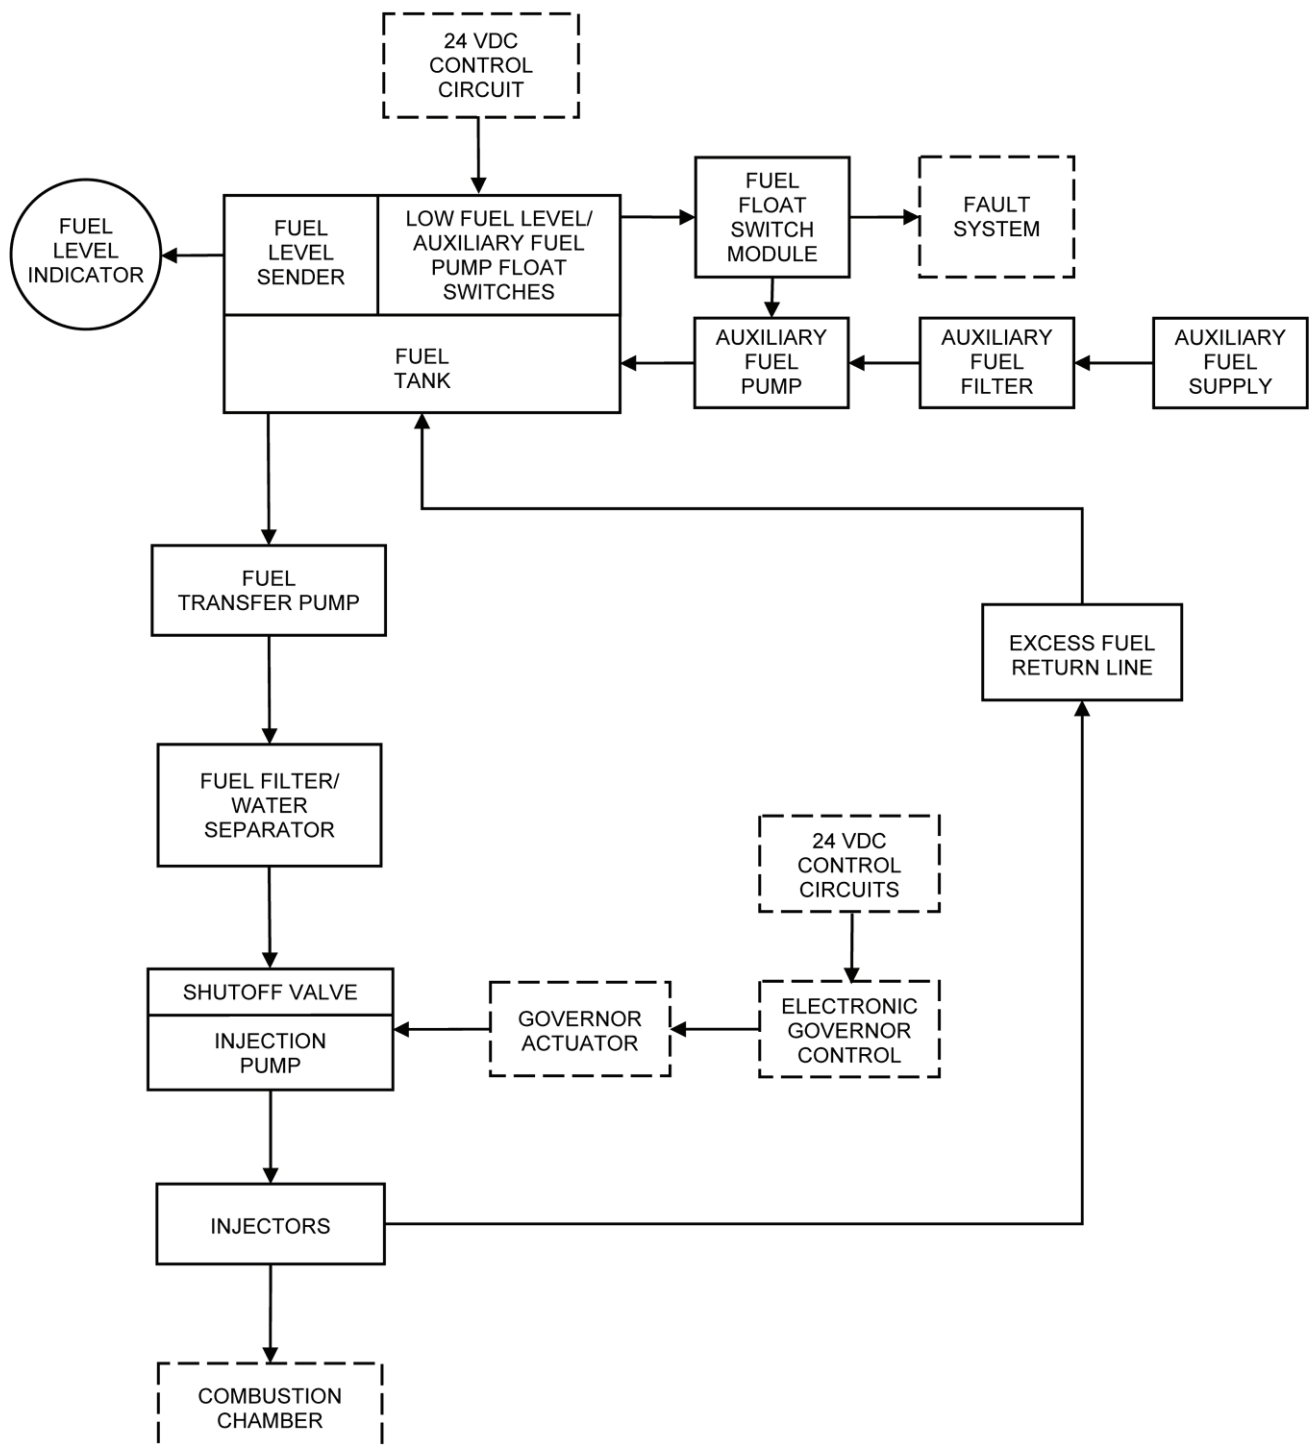 24 VDC
CONTROL
CIRCUIT
FUEL
LEVEL
INDICATOR
FUEL
LEVEL
SENDER
LOW FUEL LEVEL/
AUXILIARY FUEL
PUMP FLOAT
SWITCHES
FUEL
FLOAT
SWITCH
MODULE
FAULT
SYSTEM
FUEL
TANK
AUXILIARY
FUEL
PUMP
AUXILIARY
FUEL
FILTER
AUXILIARY
FUEL
SUPPLY
FUEL
TRANSFER PUMP
EXCESS FUEL
RETURN LINE
FUEL FILTER/
WATER
SEPARATOR
24 VDC
CONTROL
CIRCUITS
SHUTOFF VALVE
INJECTION
PUMP
GOVERNOR
ACTUATOR
ELECTRONIC
GOVERNOR
CONTROL
INJECTORS
COMBUSTION
CHAMBER